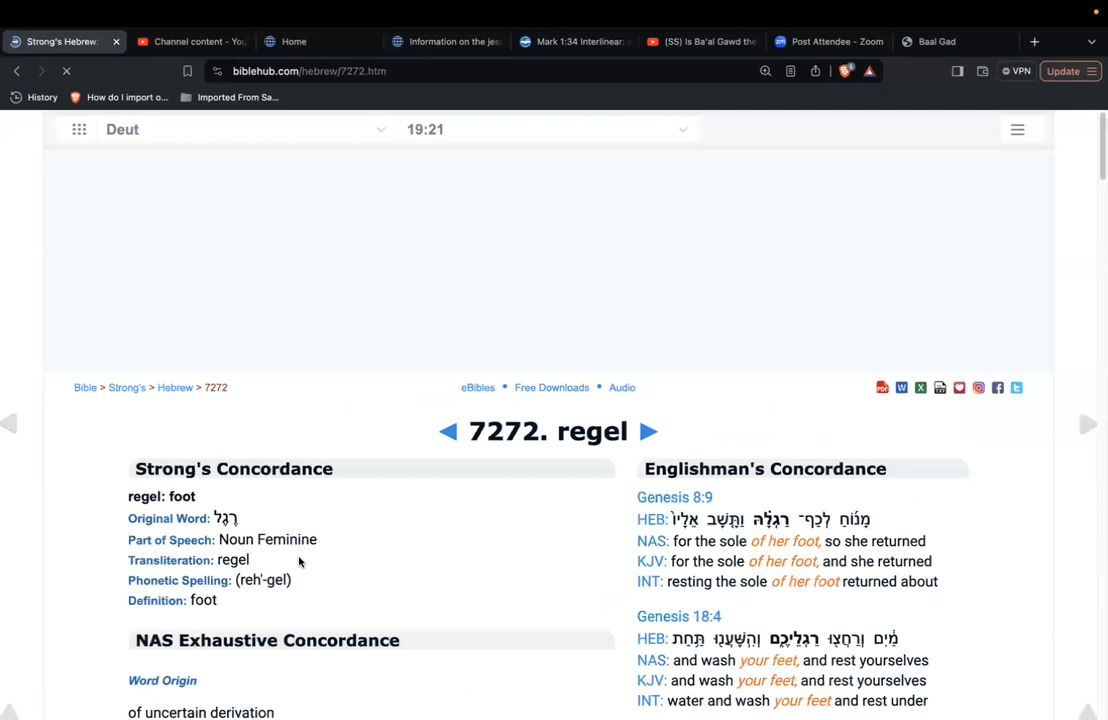 Strong's Hebrew:
Channel content - You
Home
Information on the jes
Mark 1:34 Interlinear:
(SS) Is Ba'al Gawd the
Post Attendee - Zoom
Baal Gad
biblehub.com/hebrew/7272.htm
6
VPN
Update
History
How do I import o...
Imported From Sa...
Deut
19:21
Bible > Strong's > Hebrew > 7272
eBibles • Free Downloads • Audio
7272. regel
Strong's Concordance
regel: foot
Original Word: רֶגֶל
Part of Speech: Noun Feminine
Transliteration: regel
Phonetic Spelling: (reh'-gel)
Definition: foot
NAS Exhaustive Concordance
Word Origin
of uncertain derivation
Englishman's Concordance
Genesis 8:9
HEB: מָנ֜וֹחַ לְכַף־ רַגְלָ֗הּ וַתָּ֤שָׁב אֵלָיו֙
NAS: for the sole of her foot, so she returned
KJV: for the sole of her foot, and she returned
INT: resting the sole of her foot returned about
Genesis 18:4
HEB: מַ֔יִם וְרַחֲצ֖וּ רַגְלֵיכֶ֑ם וְהִֽשָּׁעֲנ֖וּ תַּ֥חַת
NAS: and wash your feet, and rest yourselves
KJV: and wash your feet, and rest yourselves
INT: water and wash your feet and rest under